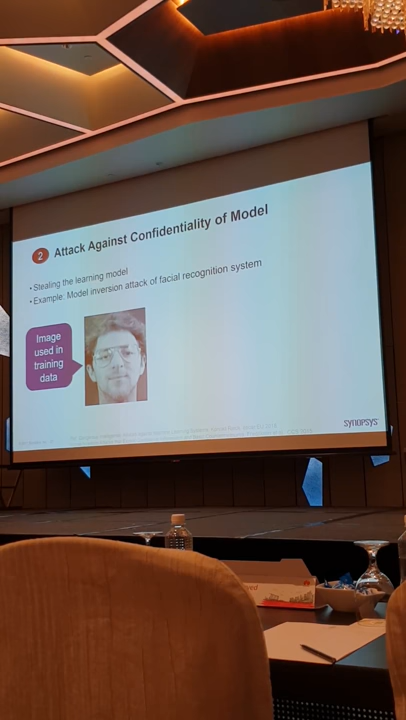 2 Attack Against Confidentiality of Model
• Stealing the learning model
• Example: Model inversion attack of facial recognition system
Image
used in
training
data
SYNOPSYS